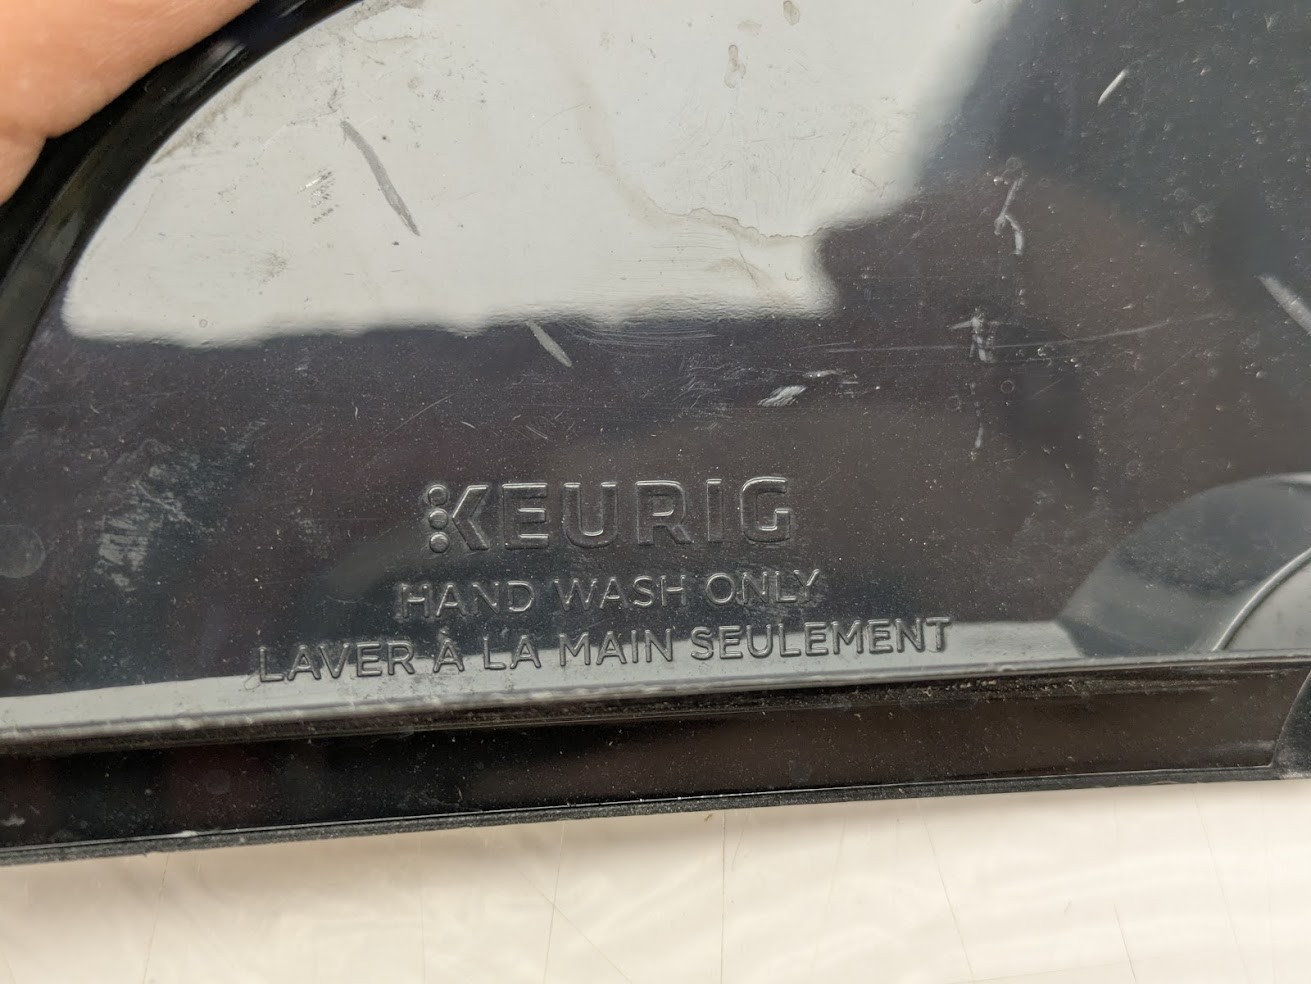 KEURIG
HAND WASH ONLY
LAVER À LA MAIN SEULEMENT